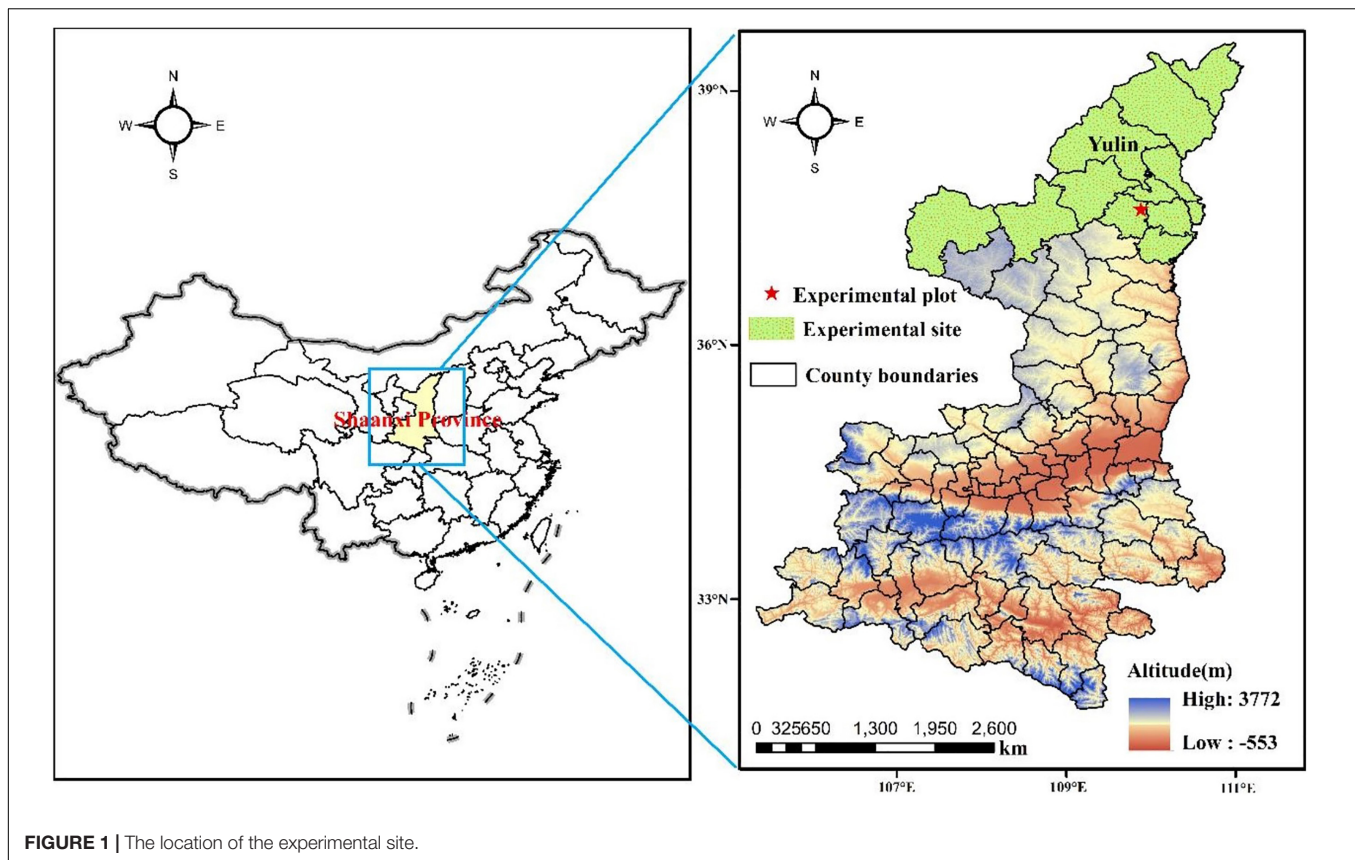 N
W
E
S
Shaanxi Province
39°N
36°N
33°N
N
W
E
S
Yulin
Experimental plot
Experimental site
County boundaries
Altitude(m)
High: 3772
Low : -553
0 325650 1,300 1,950 2,600
km
107°E 109°E 111°E
FIGURE 1 | The location of the experimental site.